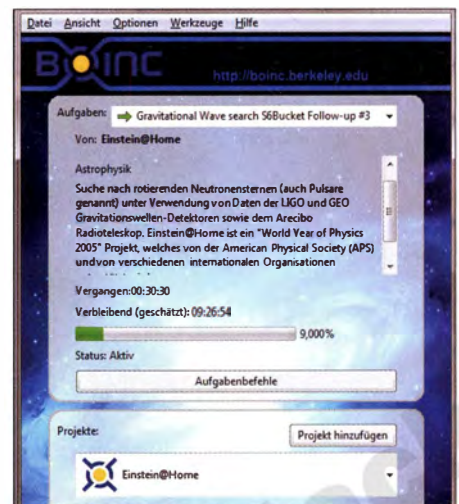 Datei Ansicht Optionen Werkzeuge Hilfe
BOINC
http://boinc.berkeley.edu
Aufgaben: Gravitational Wave search S6Bucket Follow-up #3
Von: Einstein@Home
Astrophysik
Suche nach rotierenden Neutronensternen (auch Pulsare
genannt) unter Verwendung von Daten der LIGO und GEO
Gravitationswellen-Detektoren sowie dem Arecibo
Radioteleskop. Einstein@Home ist ein "World Year of Physics
2005" Projekt, welches von der American Physical Society (APS)
und von verschiedenen internationalen Organisationen
Vergangen: 00:30:30
Verbleibend (geschätzt): 09:26:54
9,000%
Status: Aktiv
Aufgabenbefehle
Projekte:
Projekt hinzufügen
Einstein@Home